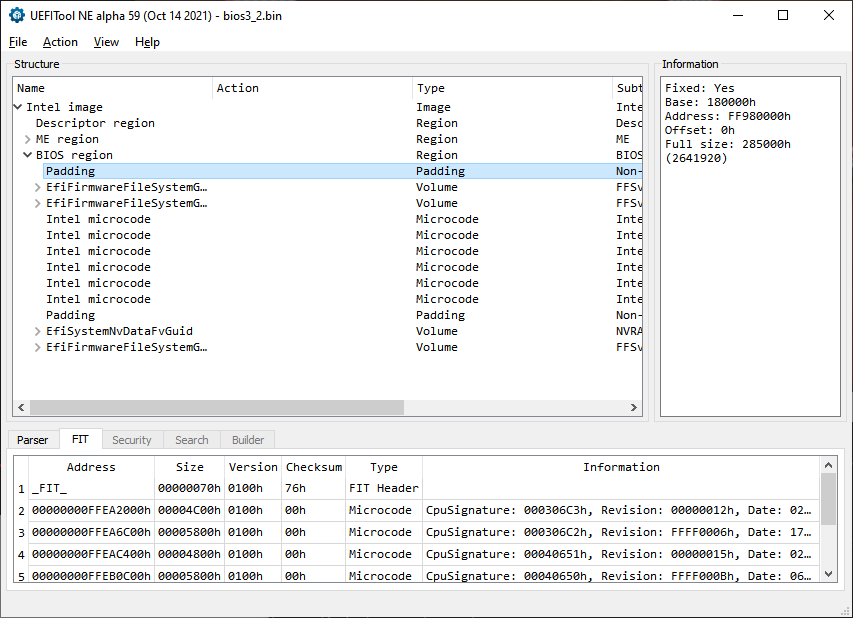 UEFITool NE alpha 59 (Oct 14 2021) - bios3_2.bin
File Action View Help
Structure
Name Action Type Subt
Intel image Image Inte
Descriptor region Region Desc
ME region Region ME
BIOS region Region BIOS
Padding Padding Non-
EfiFirmwareFileSystemG… Volume FFSv
EfiFirmwareFileSystemG… Volume FFSv
Intel microcode Microcode Inte
Intel microcode Microcode Inte
Intel microcode Microcode Inte
Intel microcode Microcode Inte
Intel microcode Microcode Inte
Intel microcode Microcode Inte
Padding Padding Non-
EfiSystemNvDataFvGuid Volume NVRA
EfiFirmwareFileSystemG… Volume FFSv
Information
Fixed: Yes
Base: 180000h
Address: FF980000h
Offset: 0h
Full size: 285000h
(2641920)
Parser FIT Security Search Builder
Address Size Version Checksum Type Information
1 _FIT_ 00000070h 0100h 76h FIT Header
2 00000000FFEA2000h 00004C00h 0100h 00h Microcode CpuSignature: 000306C3h, Revision: 00000012h, Date: 02…
3 00000000FFEA6C00h 00005800h 0100h 00h Microcode CpuSignature: 000306C2h, Revision: FFFF0006h, Date: 17…
4 00000000FFEAC400h 00004800h 0100h 00h Microcode CpuSignature: 00040651h, Revision: 00000015h, Date: 02…
5 00000000FFEB0C00h 00005800h 0100h 00h Microcode CpuSignature: 00040650h, Revision: FFFF000Bh, Date: 06…